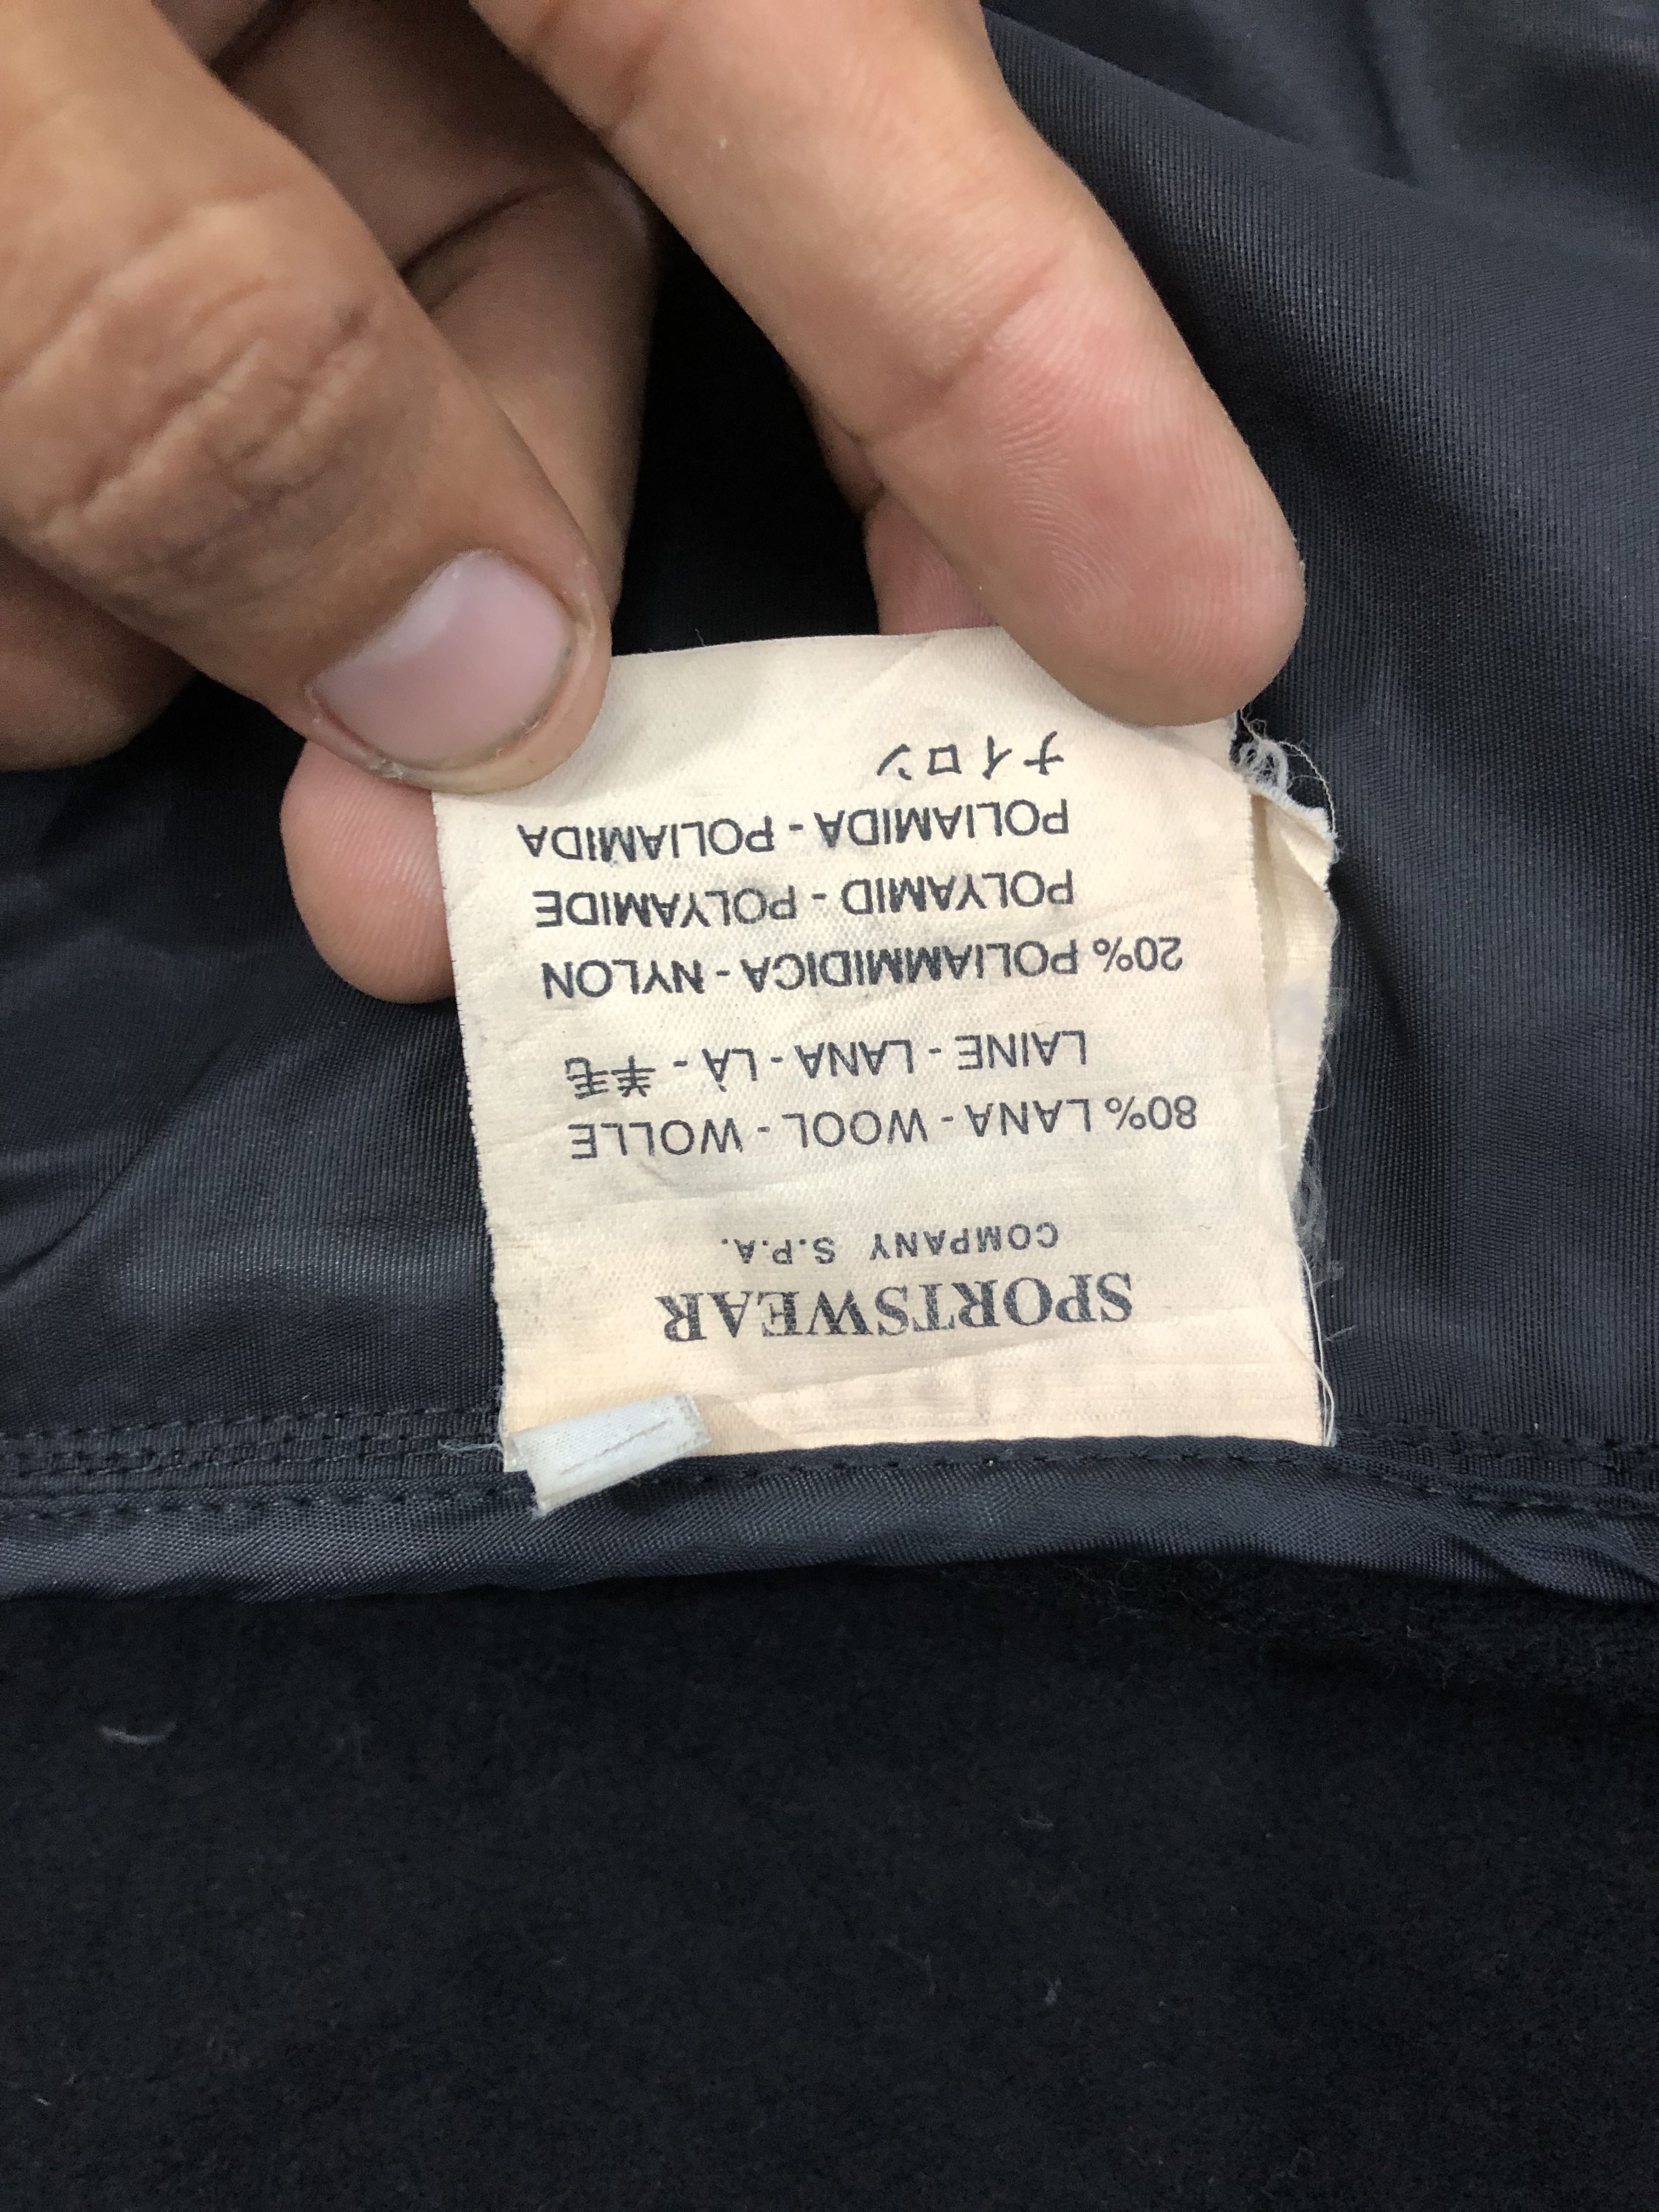 SPORTSWEAR
COMPANY S.P.A.
80% LANA - WOOL - WOLLE
LAINE - LANA - LÀ - 羊毛
20% POLIAMMIDICA - NYLON
POLYAMID - POLYAMIDE
POLIAMIDA - POLIAMIDA
ナイロン